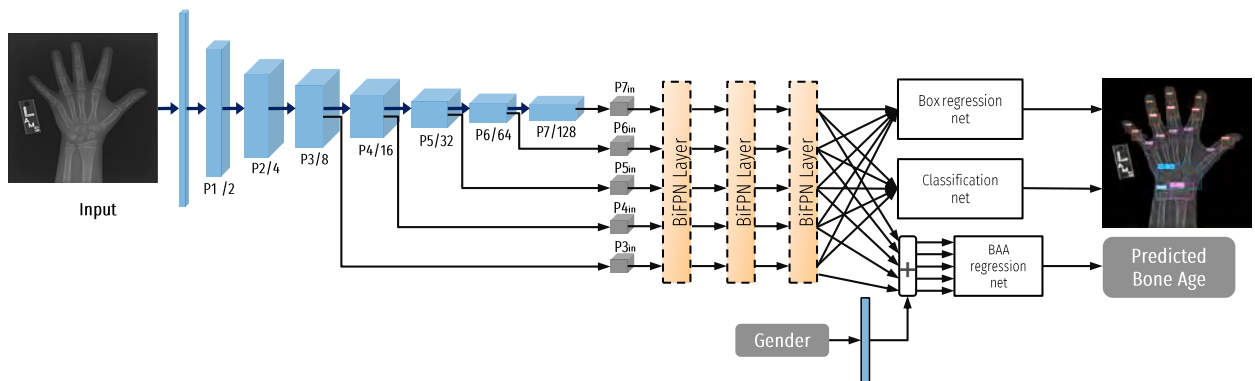 Input
P1 /2
P2/4
P3/8
P4/16
P5/32
P6/64
P7/128
P7in
P6in
P5in
P4in
P3in
BiFPN Layer
BiFPN Layer
BiFPN Layer
Box regression
net
Classification
net
+
BAA
regression
net
Predicted
Bone Age
Gender